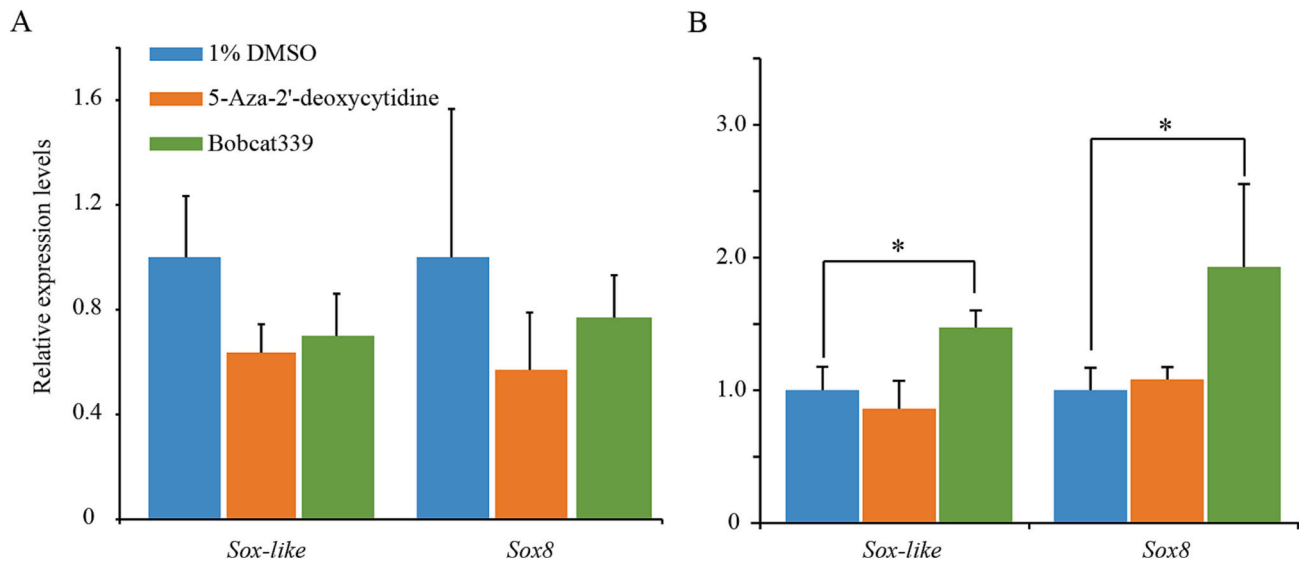 A
B
1% DMSO
5-Aza-2'-deoxycytidine
Bobcat339
Relative expression levels
1.6
1.2
0.8
0.4
0
Sox-like
Sox8
3.0
2.0
1.0
0
*
*
Sox-like
Sox8